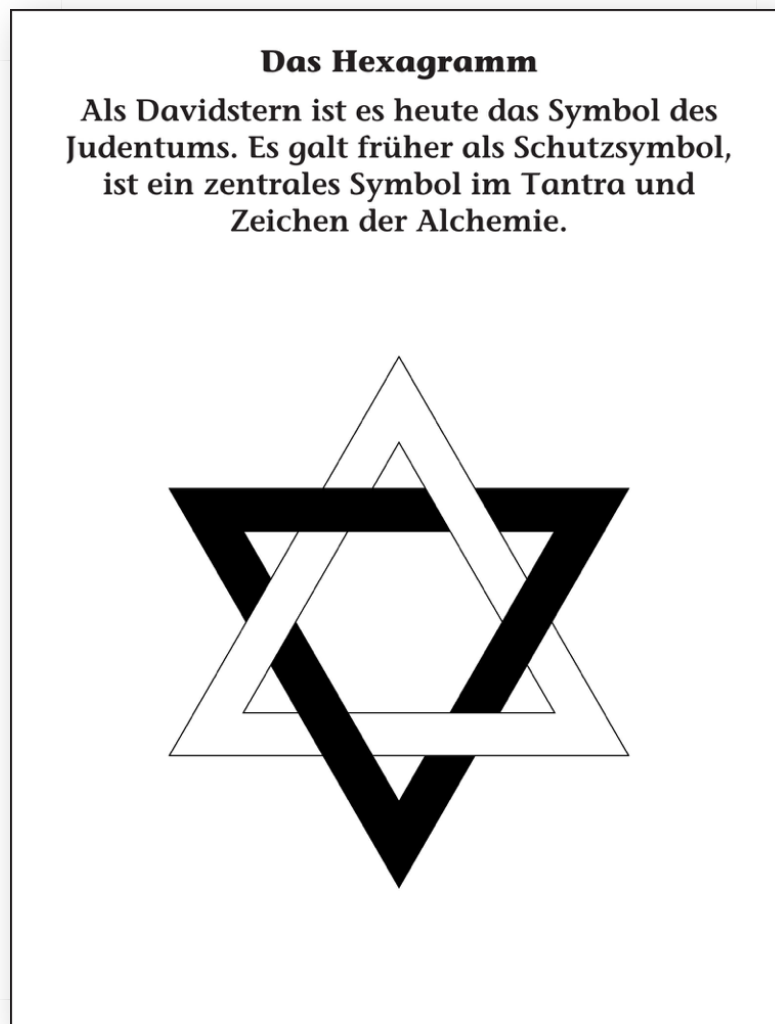 Das Hexagramm
Als Davidstern ist es heute das Symbol des
Judentums. Es galt früher als Schutzsymbol,
ist ein zentrales Symbol im Tantra und
Zeichen der Alchemie.